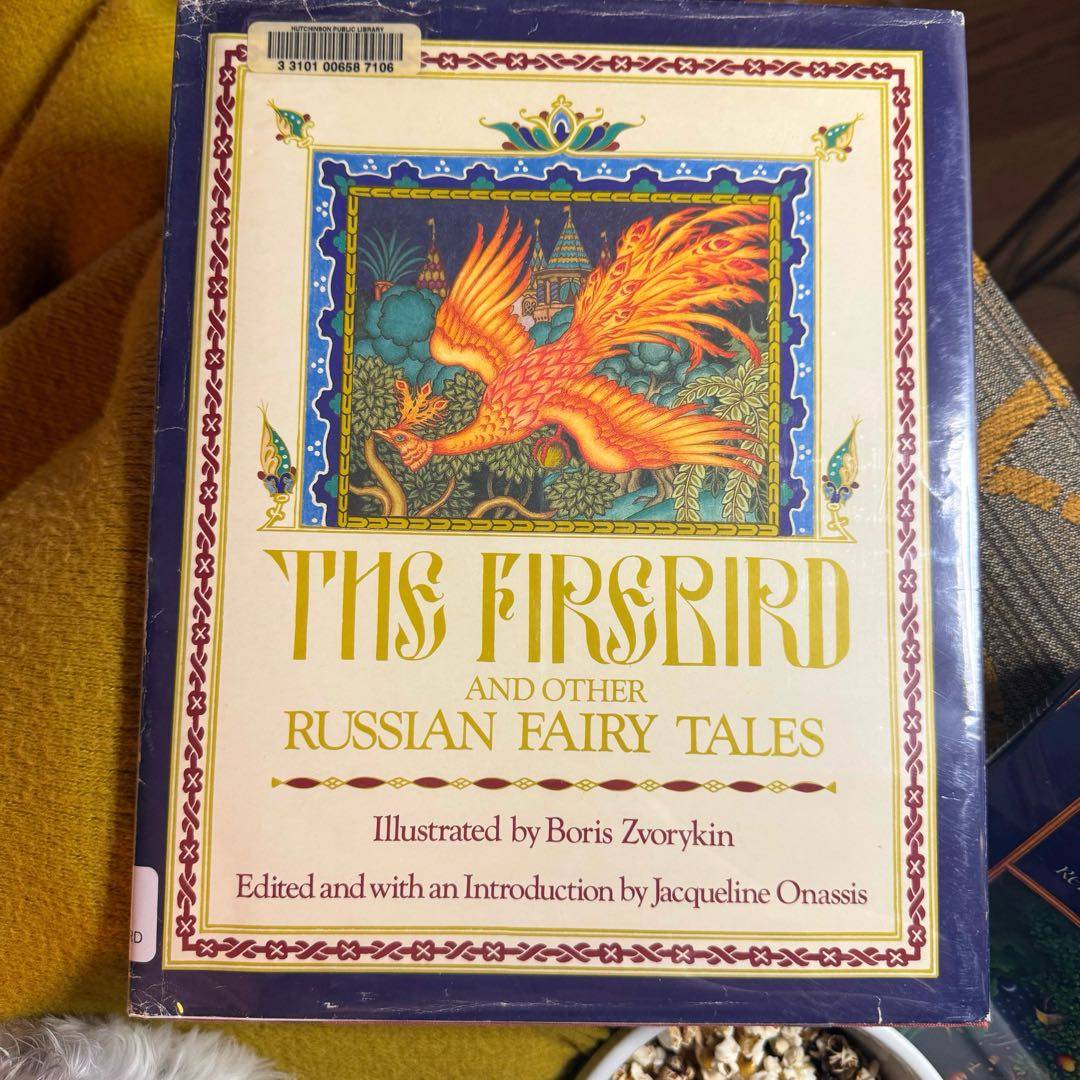 HUTCHINSON PUBLIC LIBRARY
3 3101 00658 7106
THE FIREBIRD
AND OTHER
RUSSIAN FAIRY TALES
Illustrated by Boris Zvorykin
Edited and with an Introduction by Jacqueline Onassis